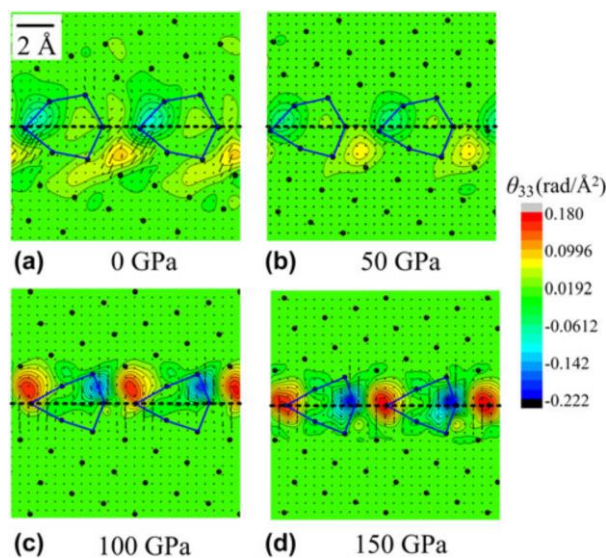 2 Å
(a) 0 GPa
(b) 50 GPa
θ33(rad/Å²)
0.180
0.0996
0.0192
-0.0612
-0.142
-0.222
(c) 100 GPa
(d) 150 GPa